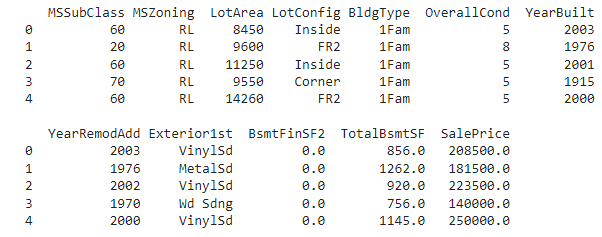 MSSubClass MSZoning LotArea LotConfig BldgType OverallCond YearBuilt
0 60 RL 8450 Inside 1Fam 5 2003
1 20 RL 9600 FR2 1Fam 8 1976
2 60 RL 11250 Inside 1Fam 5 2001
3 70 RL 9550 Corner 1Fam 5 1915
4 60 RL 14260 FR2 1Fam 5 2000
YearRemodAdd Exterior1st BsmtFinSF2 TotalBsmtSF SalePrice
0 2003 VinylSd 0.0 856.0 208500.0
1 1976 MetalSd 0.0 1262.0 181500.0
2 2002 VinylSd 0.0 920.0 223500.0
3 1970 Wd Sdng 0.0 756.0 140000.0
4 2000 VinylSd 0.0 1145.0 250000.0